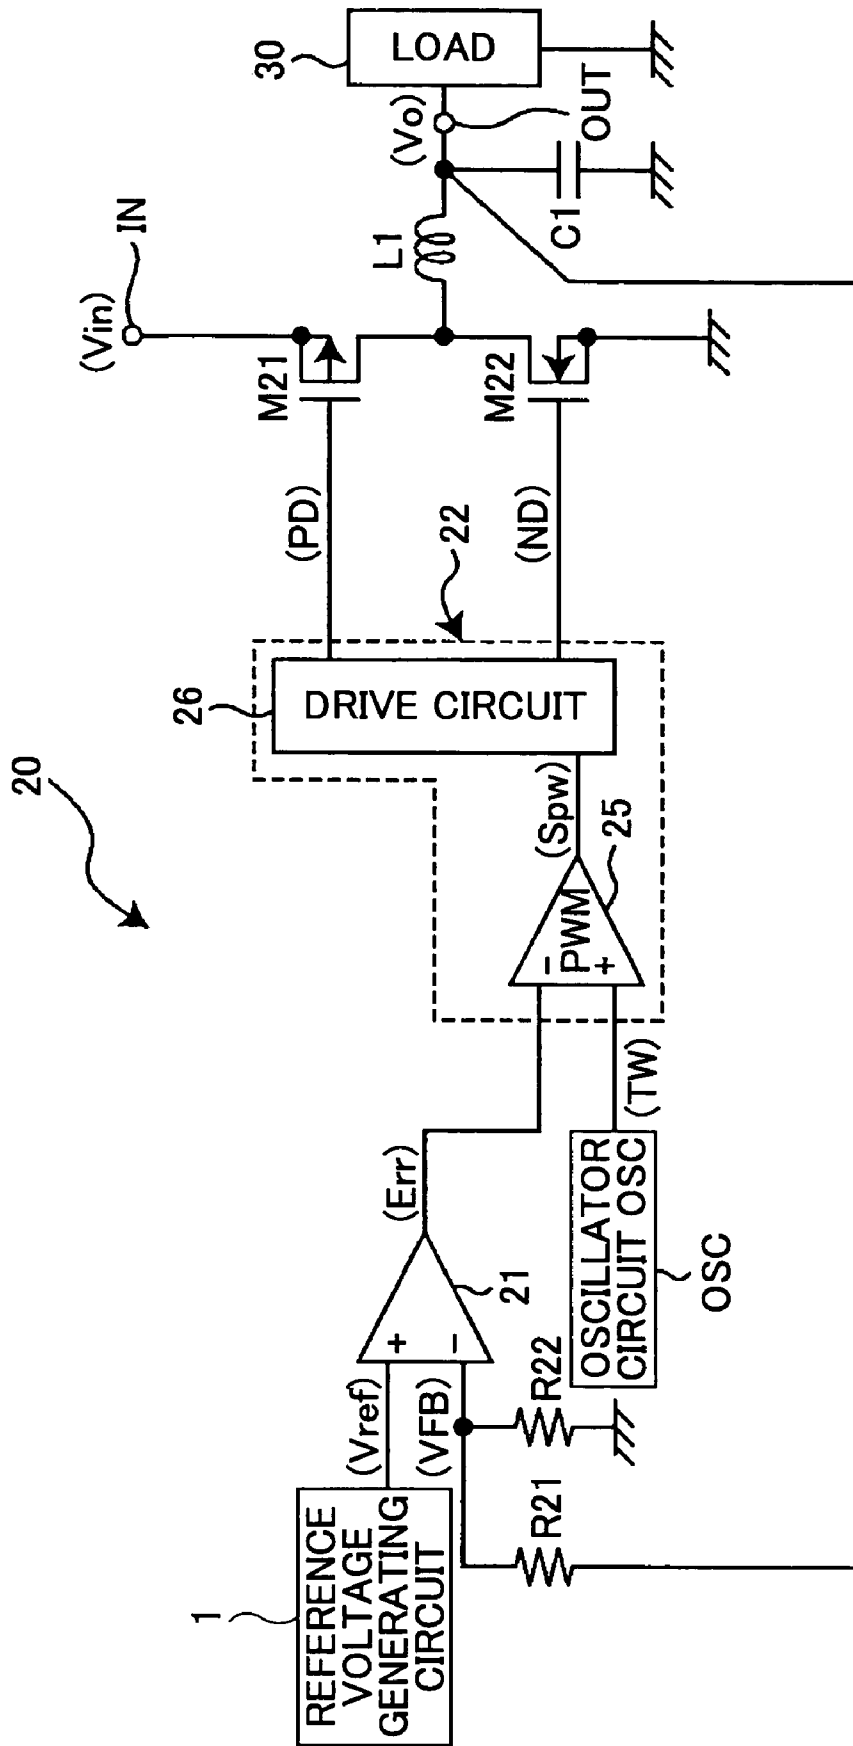 20
1
REFERENCE
VOLTAGE
GENERATING
CIRCUIT
(Vref)
(VFB)
+
−
21
(Err)
R21
R22
OSCILLATOR
CIRCUIT OSC
OSC
(TW)
−
PWM
+
25
(Spw)
26
DRIVE CIRCUIT
22
(PD)
(ND)
M21
M22
(Vin)
IN
L1
C1
(Vo)
OUT
30
LOAD